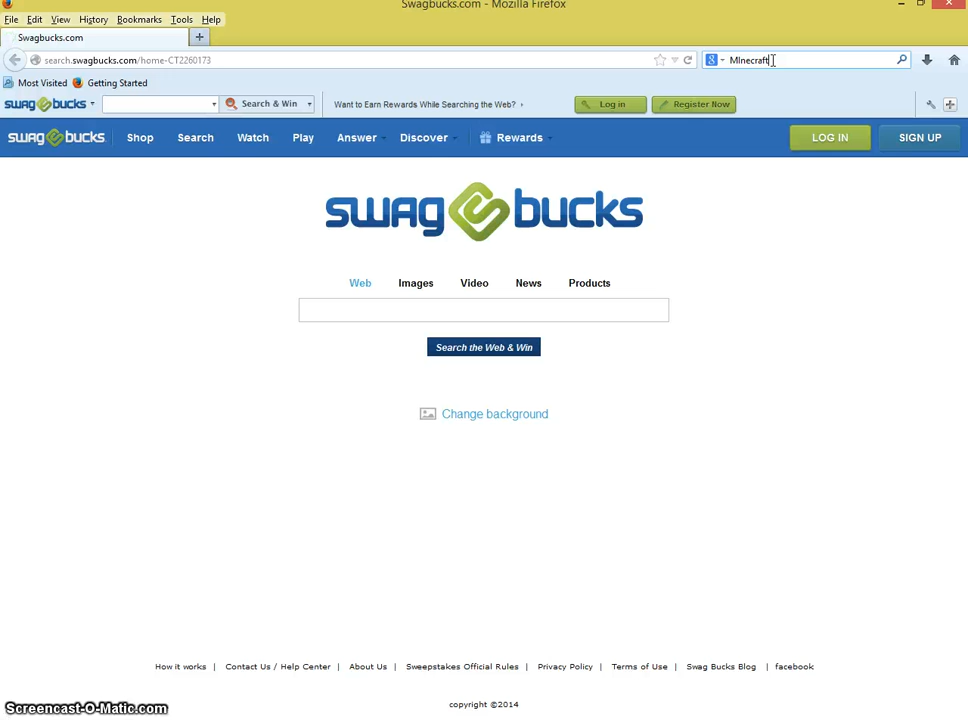 Swagbucks.com - Mozilla Firefox
File Edit View History Bookmarks Tools Help
Swagbucks.com +
search.swagbucks.com/home-CT2260173 MInecraft
Most Visited Getting Started
swagbucks Search & Win Want to Earn Rewards While Searching the Web? › Log in Register Now
swagbucks Shop Search Watch Play Answer Discover Rewards LOG IN SIGN UP
swagbucks
Web Images Video News Products
Search the Web & Win
Change background
How it works | Contact Us / Help Center | About Us | Sweepstakes Official Rules | Privacy Policy | Terms of Use | Swag Bucks Blog | facebook
copyright ©2014
Screencast-O-Matic.com